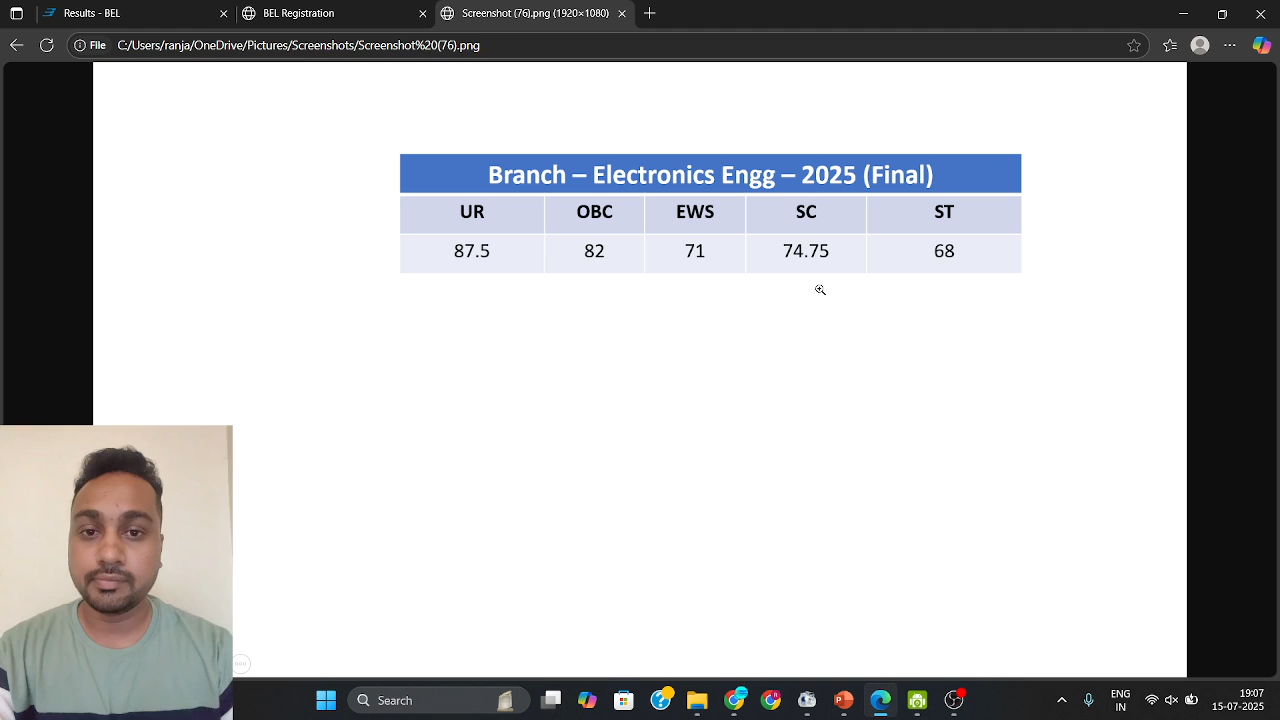 Results - BEL
BEL Registration
Screenshot (76).png (1920×1080)
File
C:/Users/ranja/OneDrive/Pictures/Screenshots/Screenshot%20(76).png
Branch – Electronics Engg – 2025 (Final)
UR OBC EWS SC ST
87.5 82 71 74.75 68
Search
ENG
IN
19:07
15-07-2025